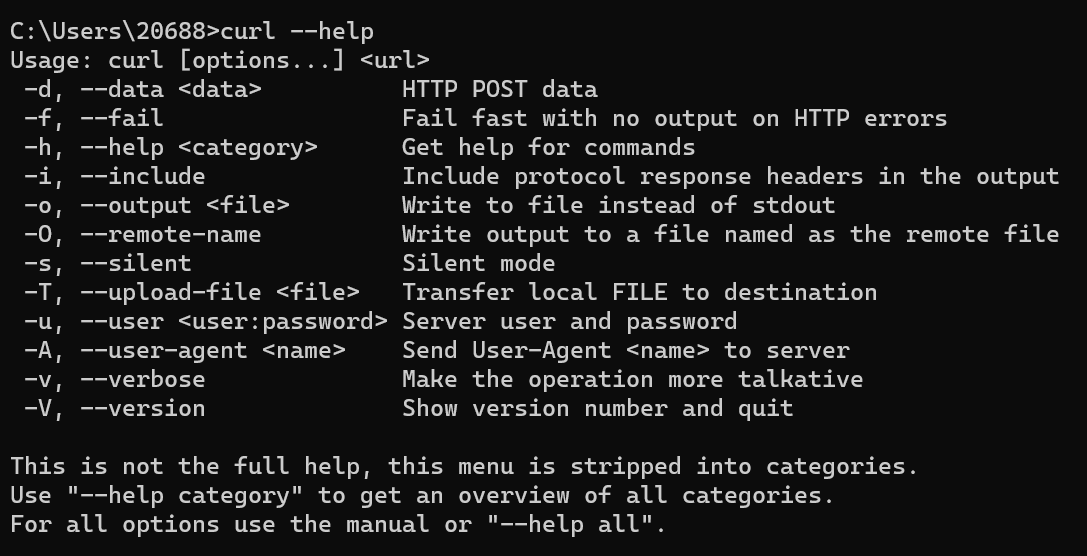 C:\Users\20688>curl --help
Usage: curl [options...] <url>
 -d, --data <data>          HTTP POST data
 -f, --fail                 Fail fast with no output on HTTP errors
 -h, --help <category>      Get help for commands
 -i, --include              Include protocol response headers in the output
 -o, --output <file>        Write to file instead of stdout
 -O, --remote-name          Write output to a file named as the remote file
 -s, --silent               Silent mode
 -T, --upload-file <file>   Transfer local FILE to destination
 -u, --user <user:password> Server user and password
 -A, --user-agent <name>    Send User-Agent <name> to server
 -v, --verbose              Make the operation more talkative
 -V, --version              Show version number and quit

This is not the full help, this menu is stripped into categories.
Use "--help category" to get an overview of all categories.
For all options use the manual or "--help all".